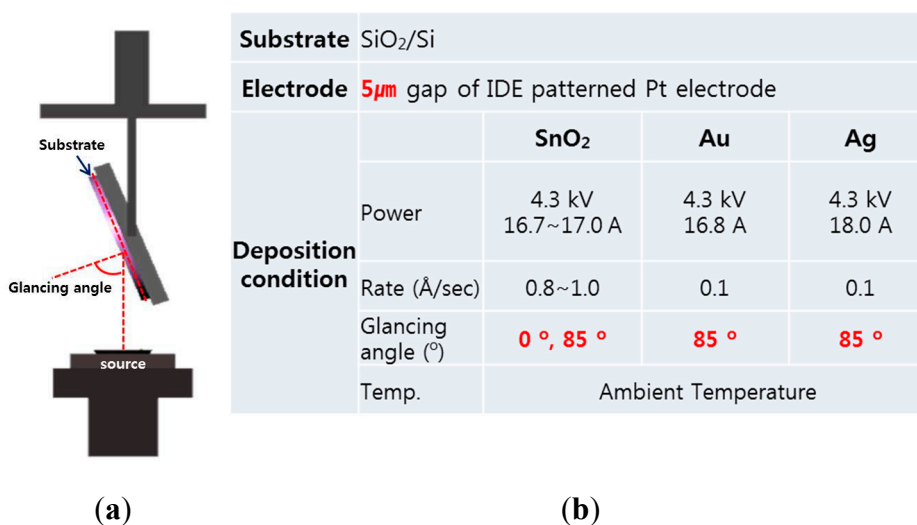 Substrate
Glancing angle
source
(a)
Substrate SiO₂/Si
Electrode 5㎛ gap of IDE patterned Pt electrode
Deposition condition
SnO₂ Au Ag
Power
4.3 kV 4.3 kV 4.3 kV
16.7~17.0 A 16.8 A 18.0 A
Rate (Å/sec) 0.8~1.0 0.1 0.1
Glancing
angle (º) 0 º, 85 º 85 º 85 º
Temp. Ambient Temperature
(b)